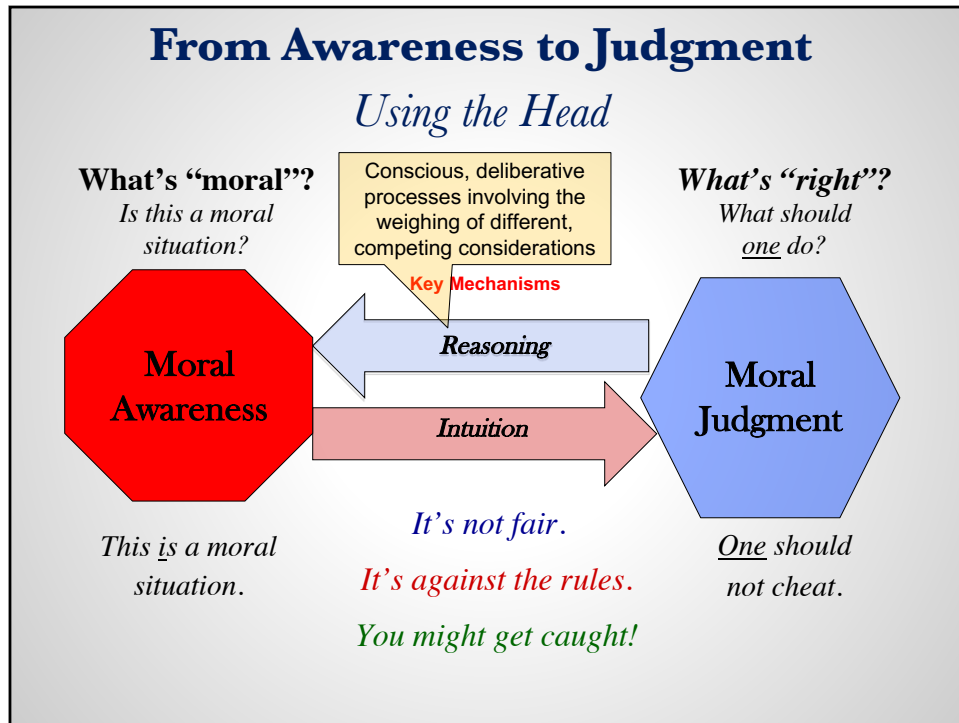 From Awareness to Judgment
Using the Head
What’s “moral”?
Is this a moral
situation?
Conscious, deliberative
processes involving the
weighing of different,
competing considerations
Key Mechanisms
What’s “right”?
What should
one do?
Moral
Awareness
Reasoning
Intuition
Moral
Judgment
This is a moral
situation.
It’s not fair.
It’s against the rules.
You might get caught!
One should
not cheat.